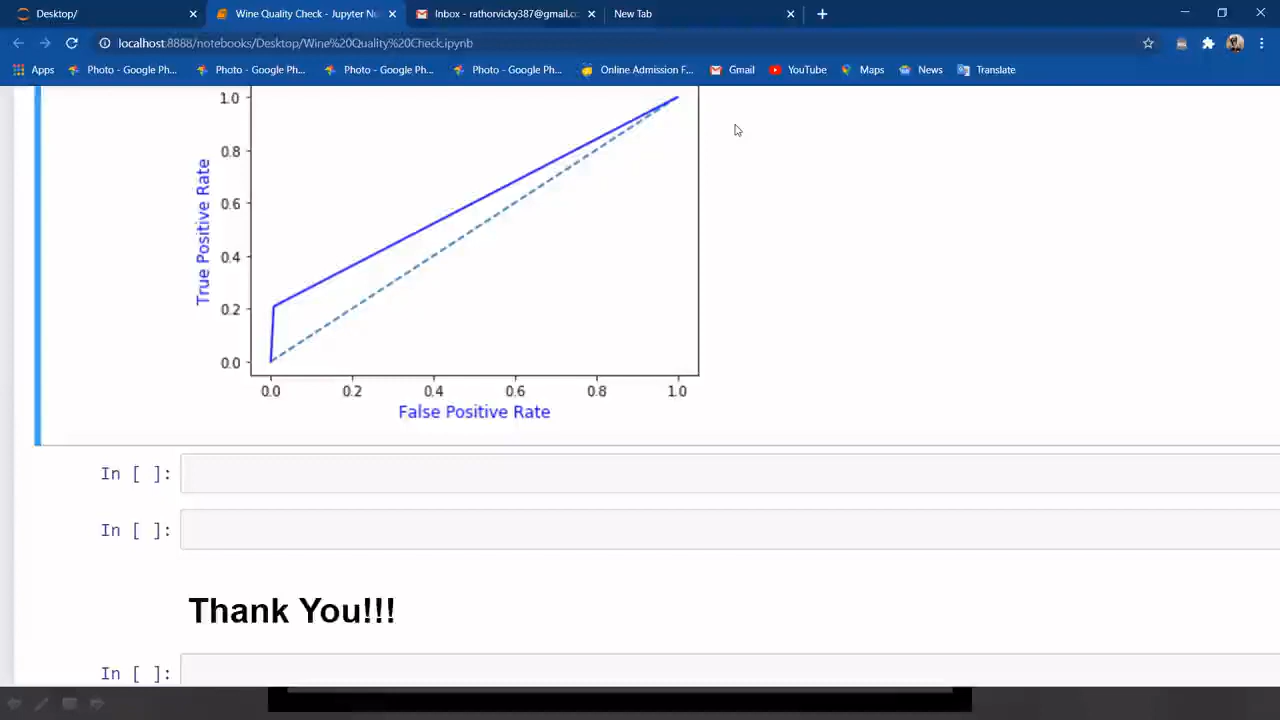 Desktop/
Wine Quality Check - Jupyter Nu
Inbox - rathorvicky387@gmail.co
New Tab
localhost:8888/notebooks/Desktop/Wine%20Quality%20Check.ipynb
Apps
Photo - Google Ph...
Photo - Google Ph...
Photo - Google Ph...
Photo - Google Ph...
Online Admission F...
Gmail
YouTube
Maps
News
Translate
1.0
0.8
0.6
0.4
0.2
0.0
True Positive Rate
0.0 0.2 0.4 0.6 0.8 1.0
False Positive Rate
In [ ]:
In [ ]:
Thank You!!!
In [ ]: